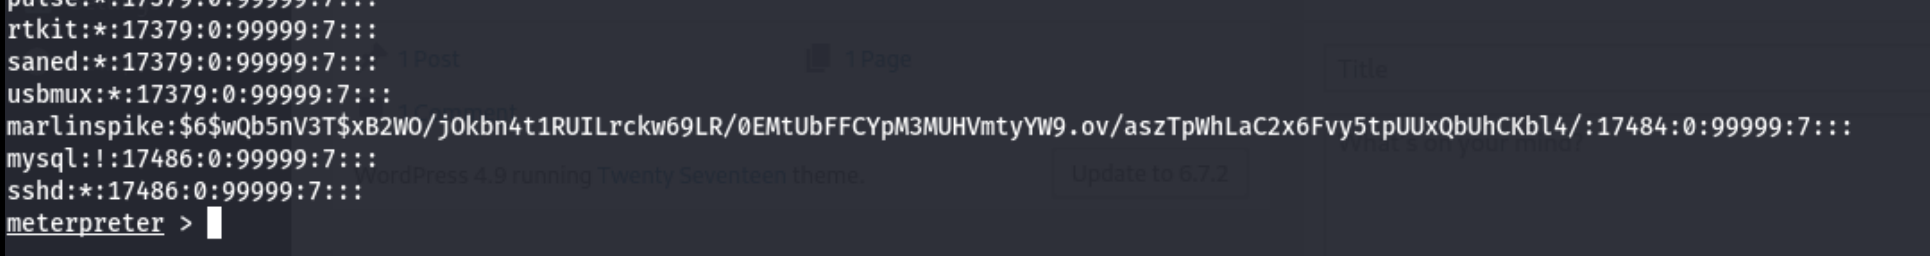 pulse:*:17379:0:99999:7:::
rtkit:*:17379:0:99999:7:::
saned:*:17379:0:99999:7:::
usbmux:*:17379:0:99999:7:::
marlinspike:$6$wQb5nV3T$xB2WO/jOkbn4t1RUILrckw69LR/0EMtUbFFCYpM3MUHVmtyYW9.ov/aszTpWhLaC2x6Fvy5tpUUxQbUhCKbl4/:17484:0:99999:7:::
mysql:!:17486:0:99999:7:::
sshd:*:17486:0:99999:7:::
meterpreter >
1 Post
1 Page
1 Comment
WordPress 4.9 running Twenty Seventeen theme.
Update to 6.7.2
Title
What's on your mind?